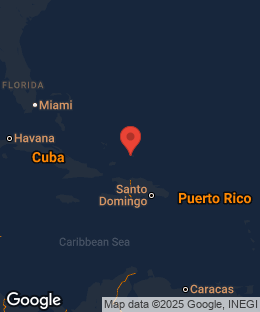 FLORIDA
Miami
Havana
Cuba
Santo
Domingo
Puerto Rico
Caribbean Sea
Caracas
Google
Map data ©2025 Google, INEGI